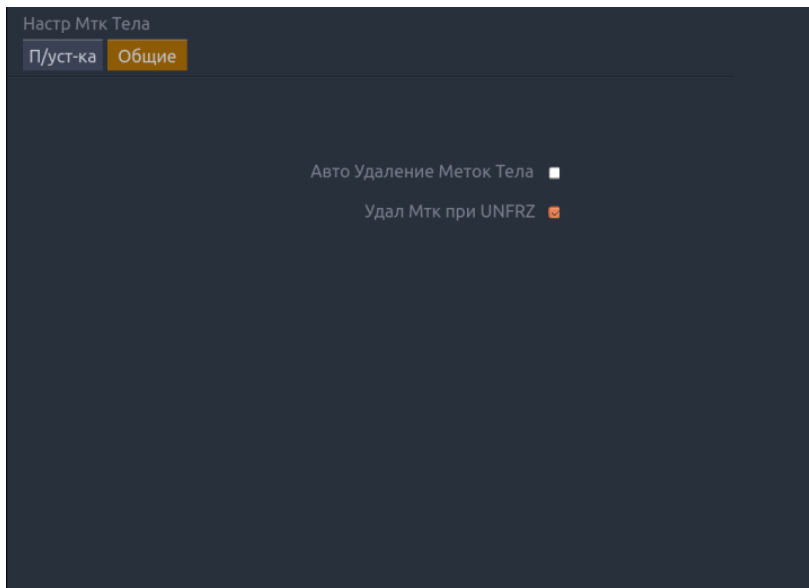 Настр Мтк Тела
П/уст-ка Общие
Авто Удаление Меток Тела
Удал Мтк при UNFRZ